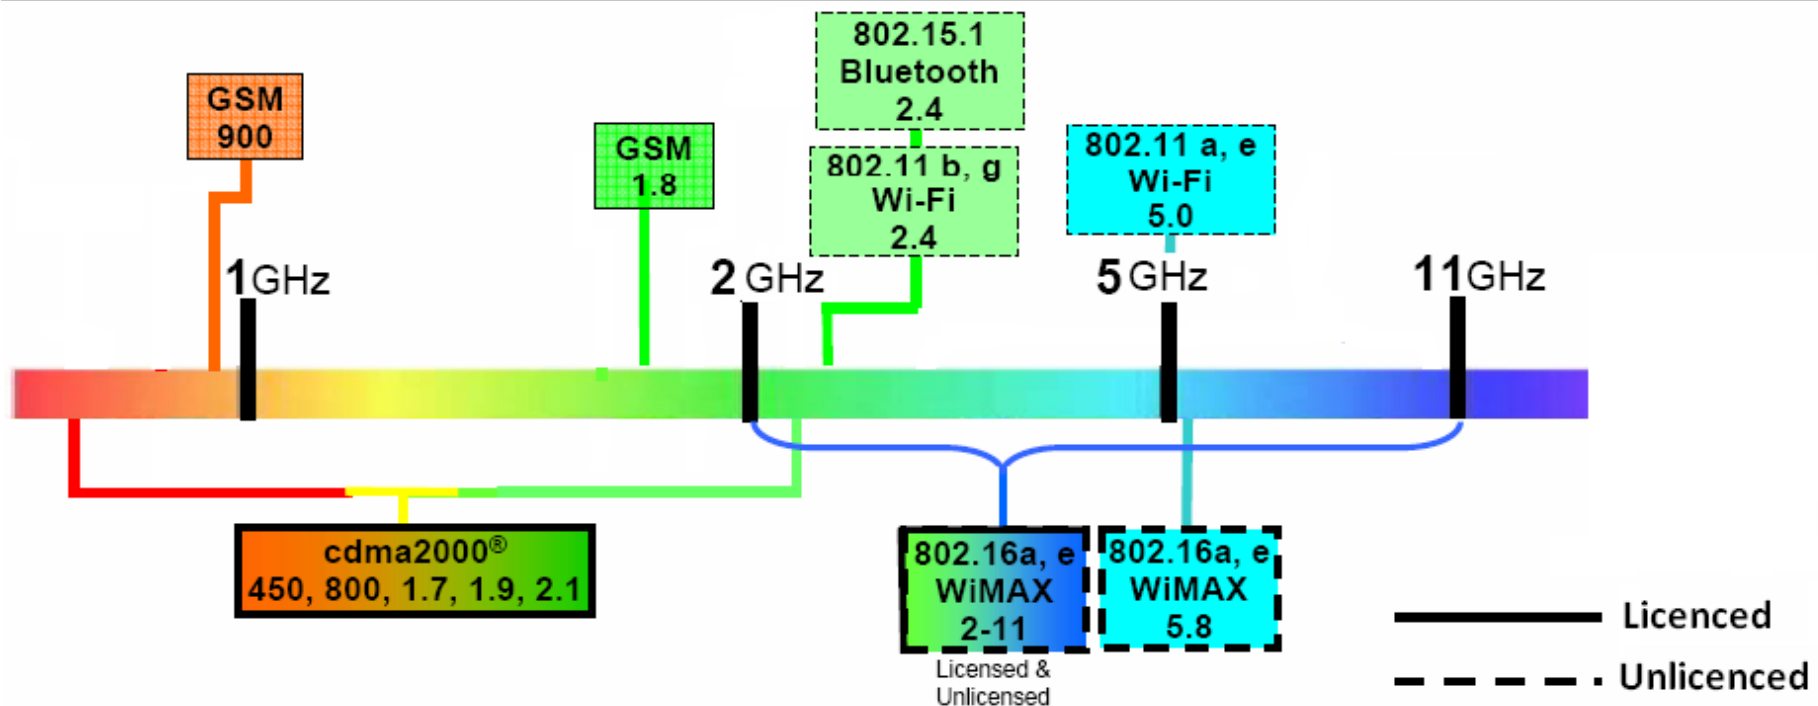 802.15.1
Bluetooth
2.4
GSM
900
GSM
1.8
802.11 b, g
Wi-Fi
2.4
802.11 a, e
Wi-Fi
5.0
1GHz
2 GHz
5 GHz
11GHz
cdma2000®
450, 800, 1.7, 1.9, 2.1
802.16a, e
WiMAX
2-11
Licensed &
Unlicensed
802.16a, e
WiMAX
5.8
Licenced
Unlicenced